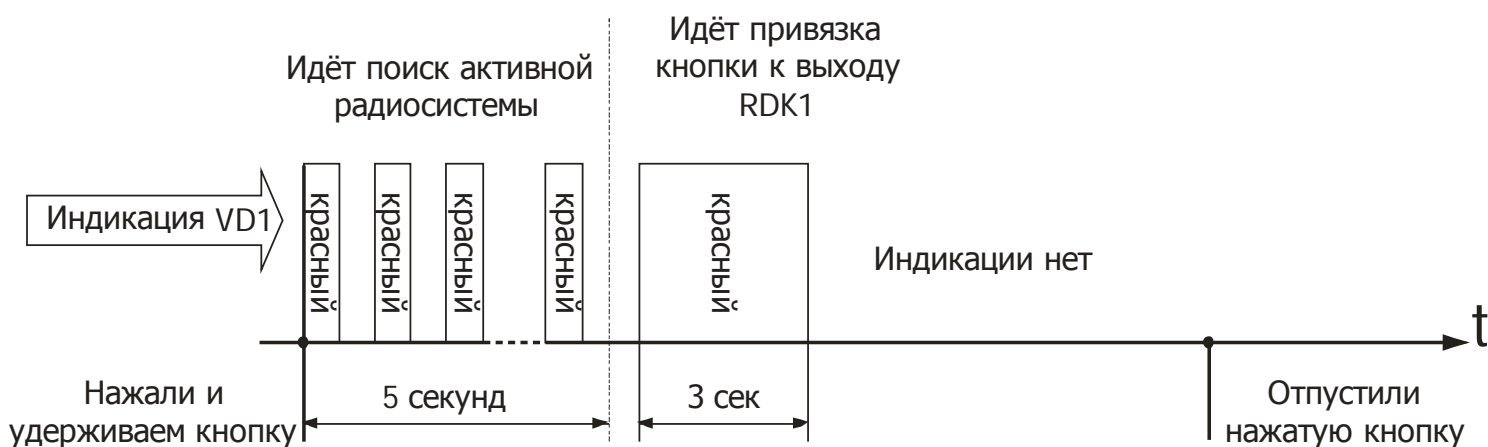 Идёт поиск активной
радиосистемы
Идёт привязка
кнопки к выходу
RDK1
Индикация VD1
красный
красный
красный
красный
красный
Индикации нет
t
Нажали и
удерживаем кнопку
5 секунд
3 сек
Отпустили
нажатую кнопку